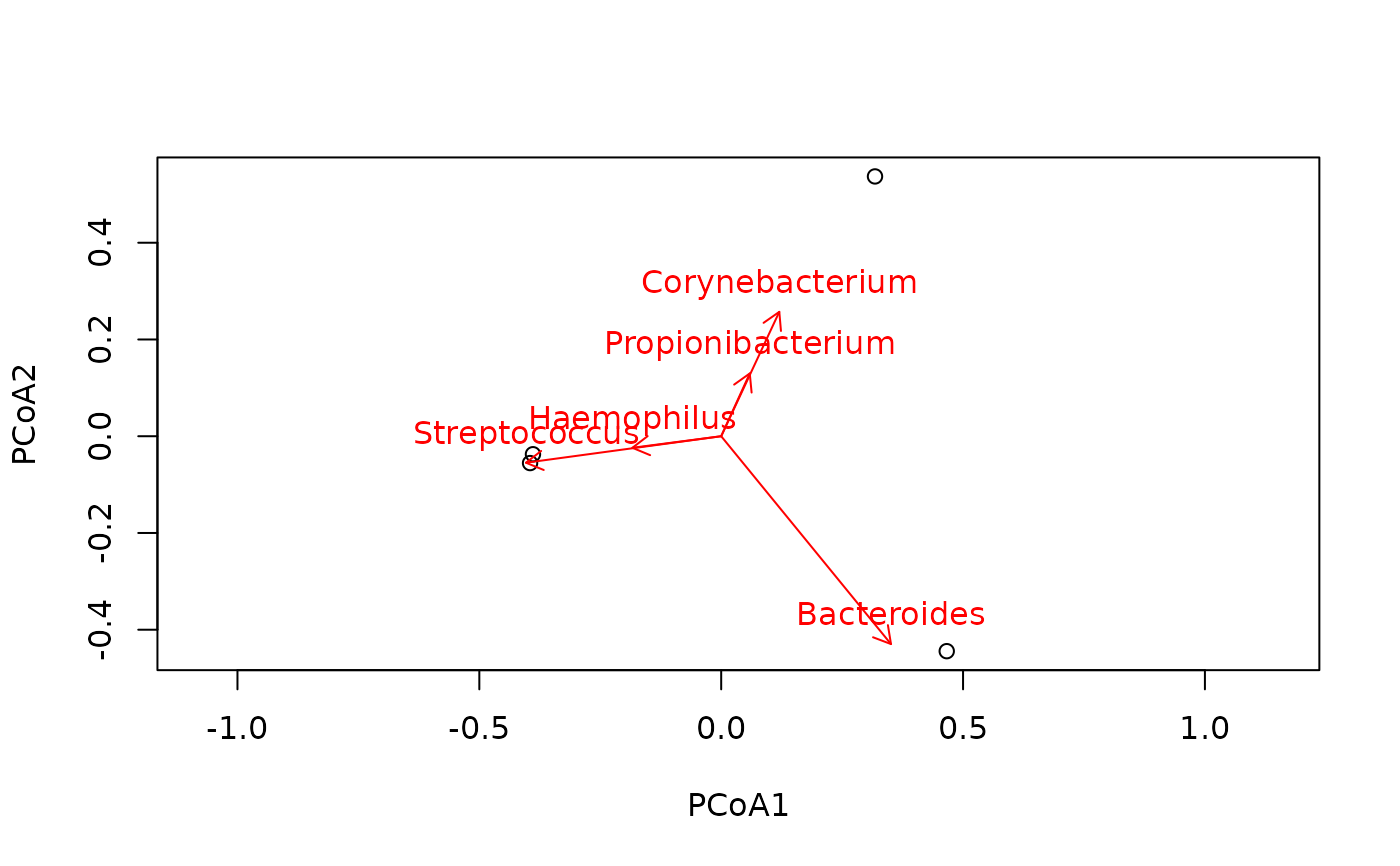 Corynebacterium
Propionibacterium
Haemophilus
Streptococcus
Bacteroides
PCoA2
0.4
0.2
0.0
-0.2
-0.4
-1.0 -0.5 0.0 0.5 1.0
PCoA1